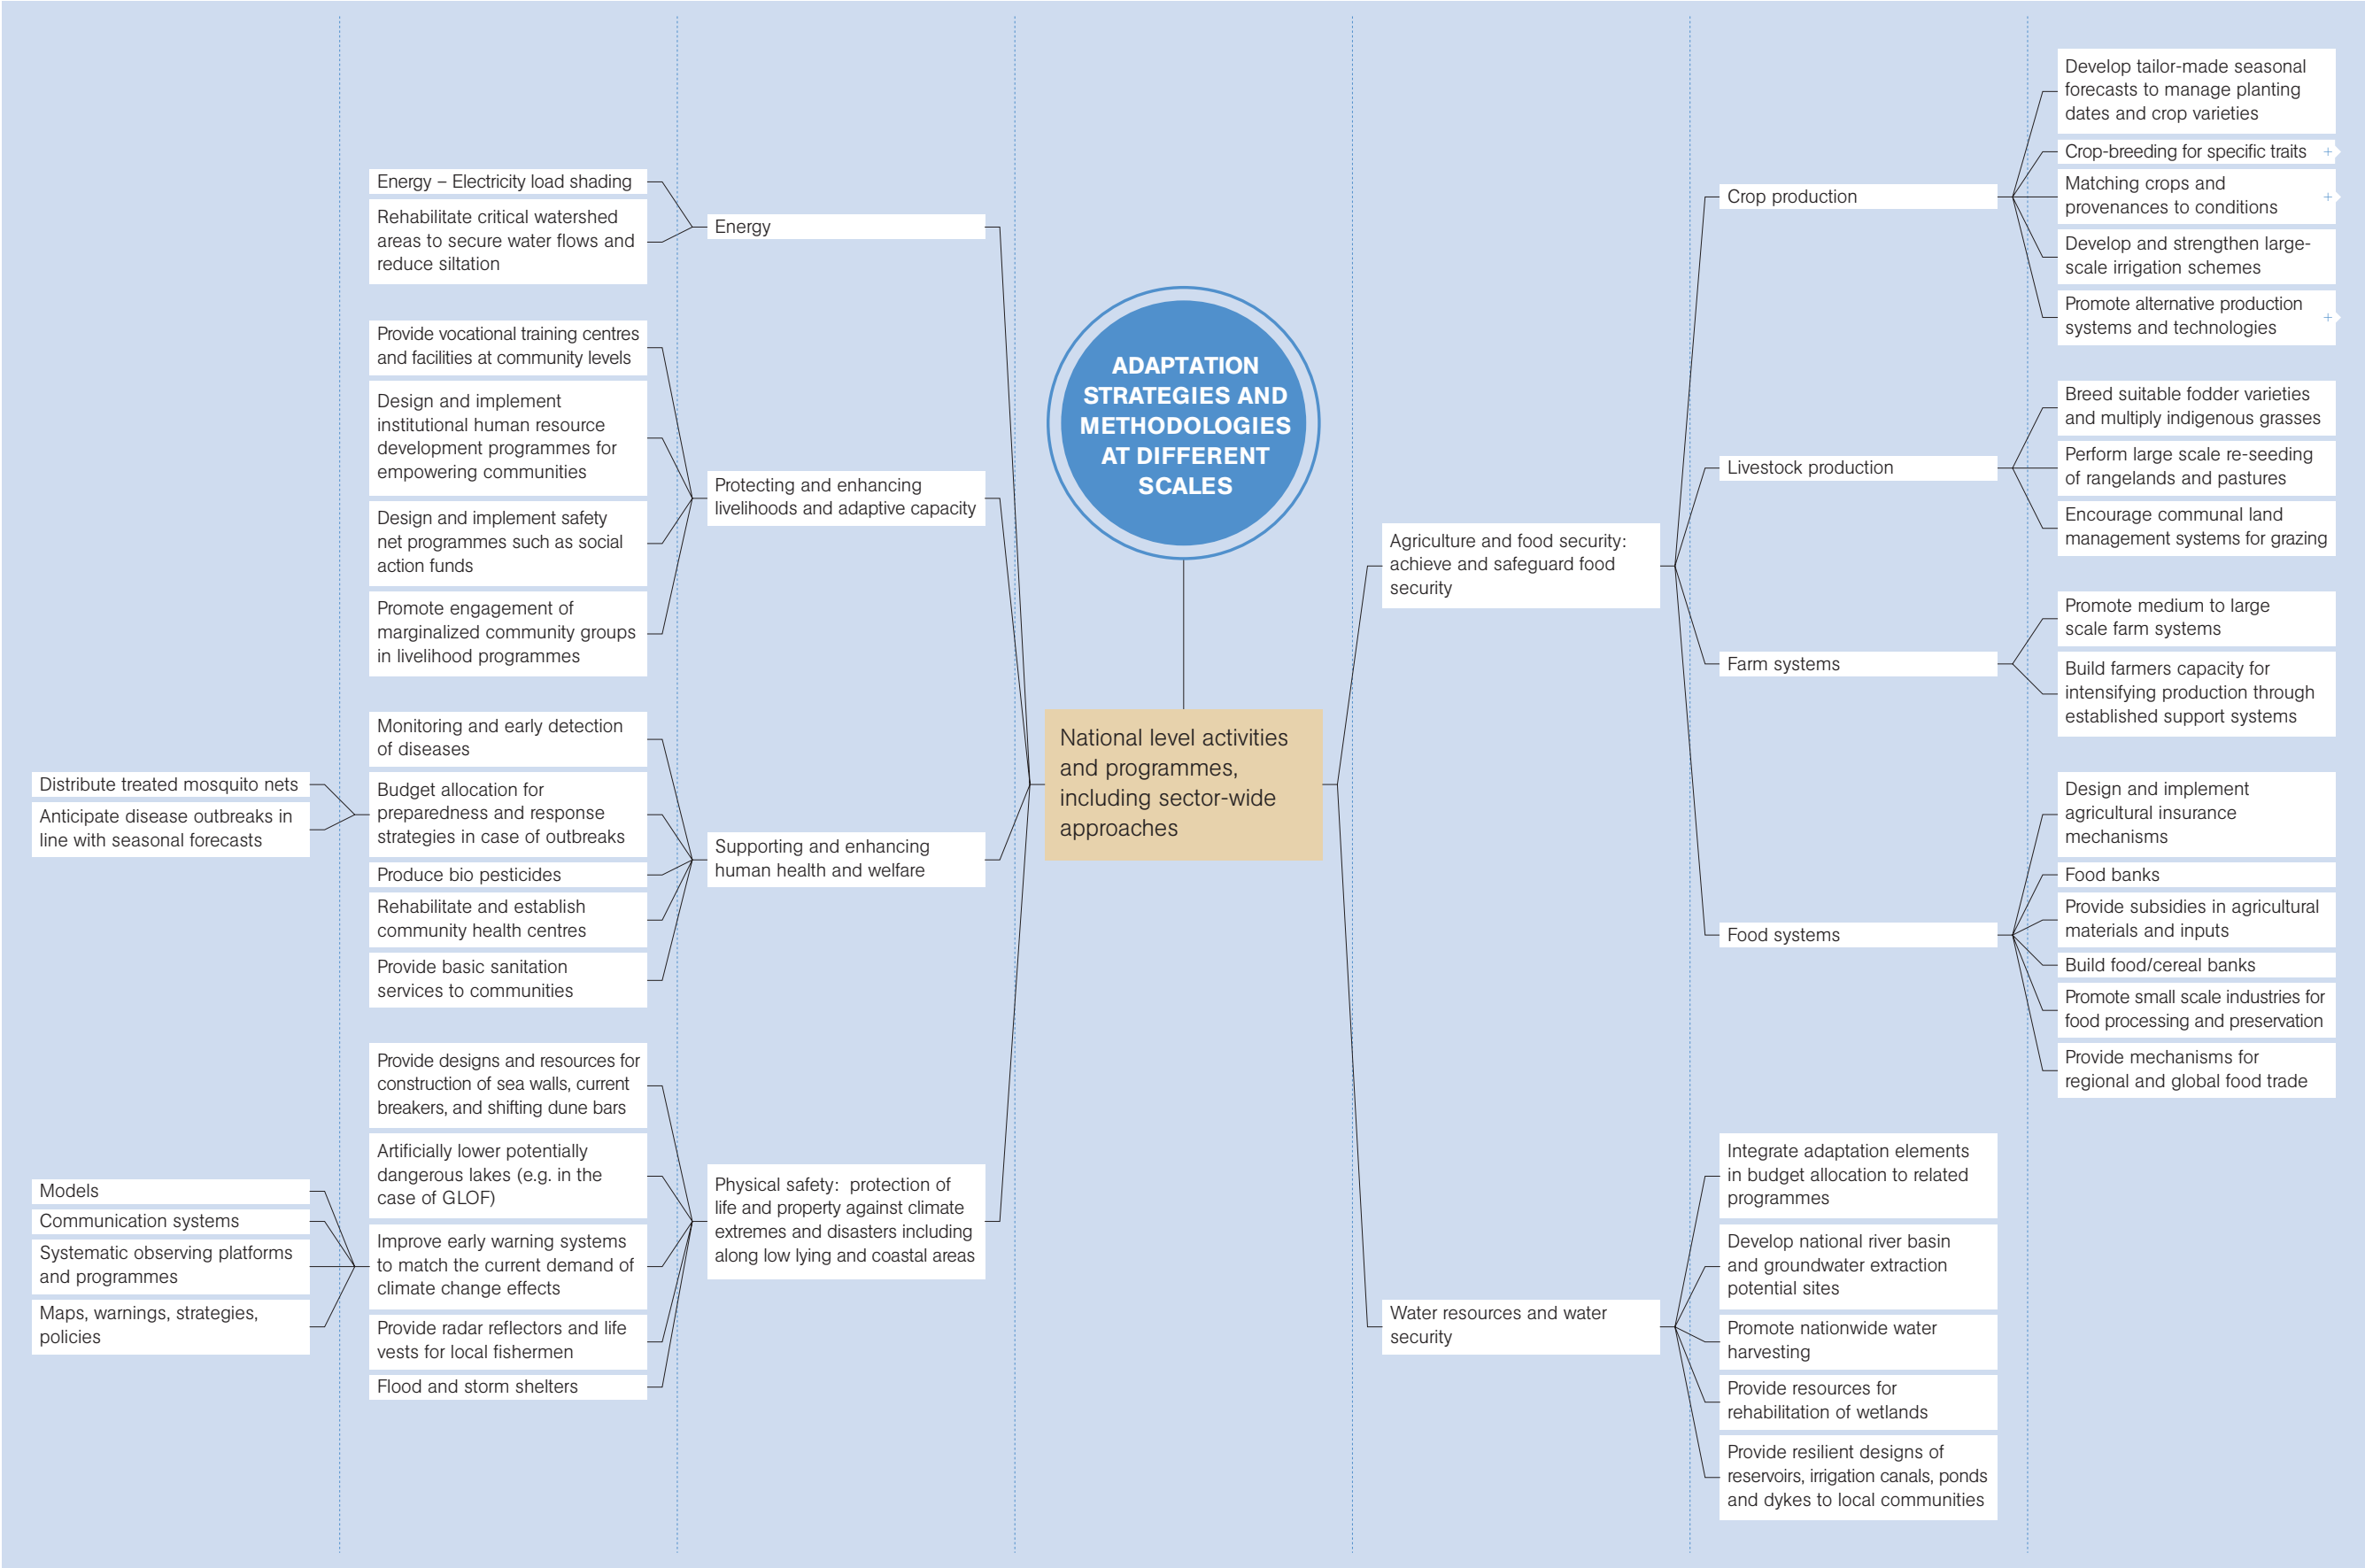 ADAPTATION
STRATEGIES AND
METHODOLOGIES
AT DIFFERENT
SCALES
National level activities
and programmes,
including sector-wide
approaches
Energy
Energy – Electricity load shading
Rehabilitate critical watershed
areas to secure water flows and
reduce siltation
Protecting and enhancing
livelihoods and adaptive capacity
Provide vocational training centres
and facilities at community levels
Design and implement
institutional human resource
development programmes for
empowering communities
Design and implement safety
net programmes such as social
action funds
Promote engagement of
marginalized community groups
in livelihood programmes
Supporting and enhancing
human health and welfare
Monitoring and early detection
of diseases
Budget allocation for
preparedness and response
strategies in case of outbreaks
Distribute treated mosquito nets
Anticipate disease outbreaks in
line with seasonal forecasts
Produce bio pesticides
Rehabilitate and establish
community health centres
Provide basic sanitation
services to communities
Physical safety: protection of
life and property against climate
extremes and disasters including
along low lying and coastal areas
Provide designs and resources for
construction of sea walls, current
breakers, and shifting dune bars
Artificially lower potentially
dangerous lakes (e.g. in the
case of GLOF)
Improve early warning systems
to match the current demand of
climate change effects
Models
Communication systems
Systematic observing platforms
and programmes
Maps, warnings, strategies,
policies
Provide radar reflectors and life
vests for local fishermen
Flood and storm shelters
Agriculture and food security:
achieve and safeguard food
security
Crop production
Develop tailor-made seasonal
forecasts to manage planting
dates and crop varieties
Crop-breeding for specific traits +
Matching crops and
provenances to conditions +
Develop and strengthen large-
scale irrigation schemes
Promote alternative production
systems and technologies +
Livestock production
Breed suitable fodder varieties
and multiply indigenous grasses
Perform large scale re-seeding
of rangelands and pastures
Encourage communal land
management systems for grazing
Farm systems
Promote medium to large
scale farm systems
Build farmers capacity for
intensifying production through
established support systems
Food systems
Design and implement
agricultural insurance
mechanisms
Food banks
Provide subsidies in agricultural
materials and inputs
Build food/cereal banks
Promote small scale industries for
food processing and preservation
Provide mechanisms for
regional and global food trade
Water resources and water
security
Integrate adaptation elements
in budget allocation to related
programmes
Develop national river basin
and groundwater extraction
potential sites
Promote nationwide water
harvesting
Provide resources for
rehabilitation of wetlands
Provide resilient designs of
reservoirs, irrigation canals, ponds
and dykes to local communities